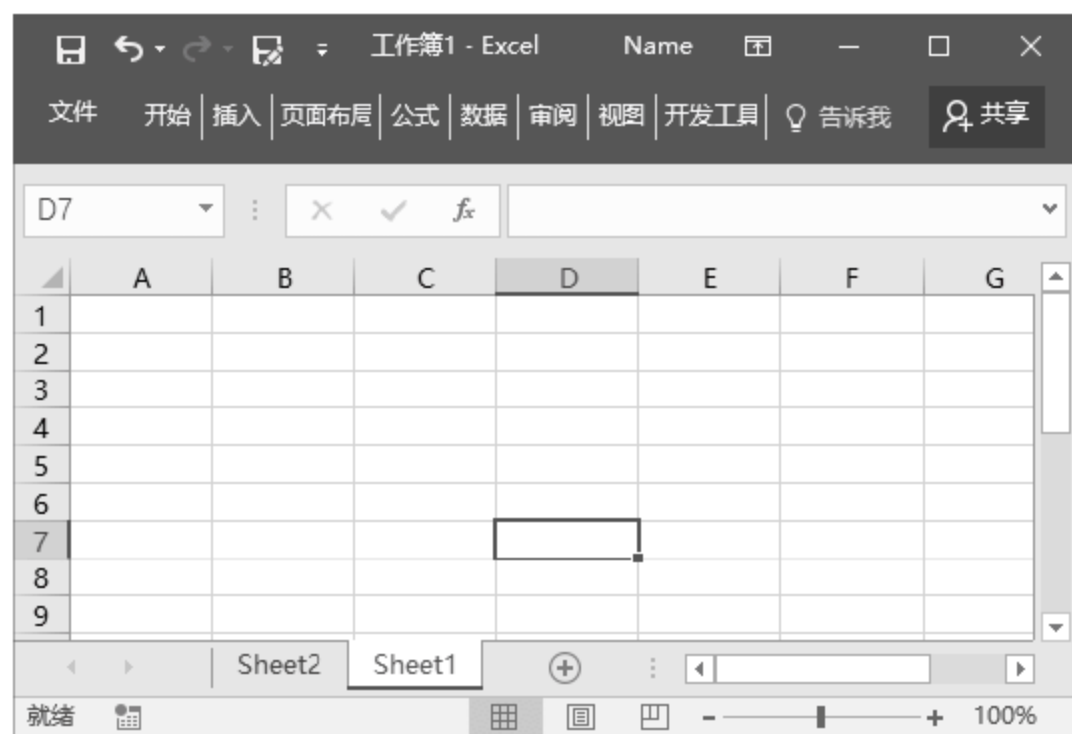 工作簿1 - Excel Name
文件 开始 插入 页面布局 公式 数据 审阅 视图 开发工具 告诉我 共享
D7 fx
A B C D E F G
1
2
3
4
5
6
7
8
9
Sheet2 Sheet1
就绪 100%